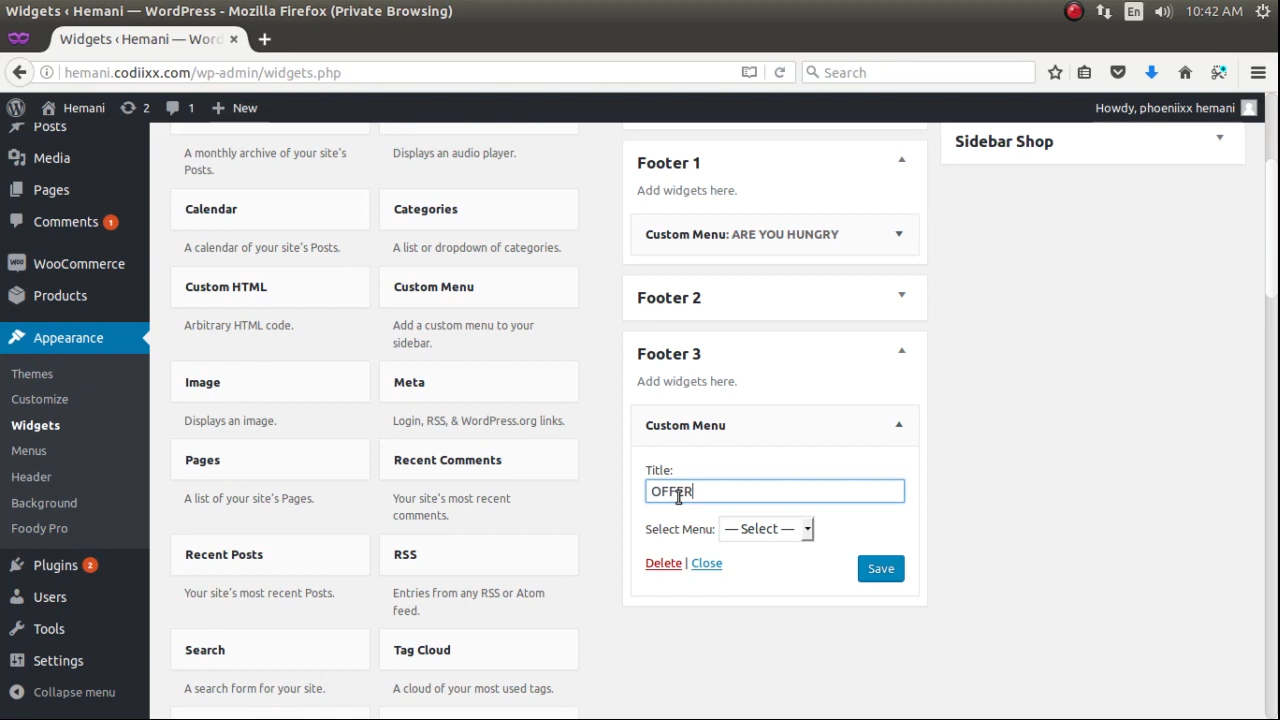 Widgets ‹ Hemani — WordPress - Mozilla Firefox (Private Browsing)
En
10:42 AM
Widgets ‹ Hemani — Word
hemani.codiixx.com/wp-admin/widgets.php
Search
Hemani
2
1
New
Howdy, phoeniixx hemani
Posts
Media
Pages
Comments 1
WooCommerce
Products
Appearance
Themes
Customize
Widgets
Menus
Header
Background
Foody Pro
Plugins 2
Users
Tools
Settings
Collapse menu
A monthly archive of your site's
Posts.
Displays an audio player.
Calendar
A calendar of your site's Posts.
Categories
A list or dropdown of categories.
Custom HTML
Arbitrary HTML code.
Custom Menu
Add a custom menu to your
sidebar.
Image
Displays an image.
Meta
Login, RSS, & WordPress.org links.
Pages
A list of your site's Pages.
Recent Comments
Your site's most recent
comments.
Recent Posts
Your site's most recent Posts.
RSS
Entries from any RSS or Atom
feed.
Search
A search form for your site.
Tag Cloud
A cloud of your most used tags.
Footer 1
Add widgets here.
Custom Menu: ARE YOU HUNGRY
Footer 2
Footer 3
Add widgets here.
Custom Menu
Title:
OFFER
Select Menu: — Select —
Delete | Close
Save
Sidebar Shop